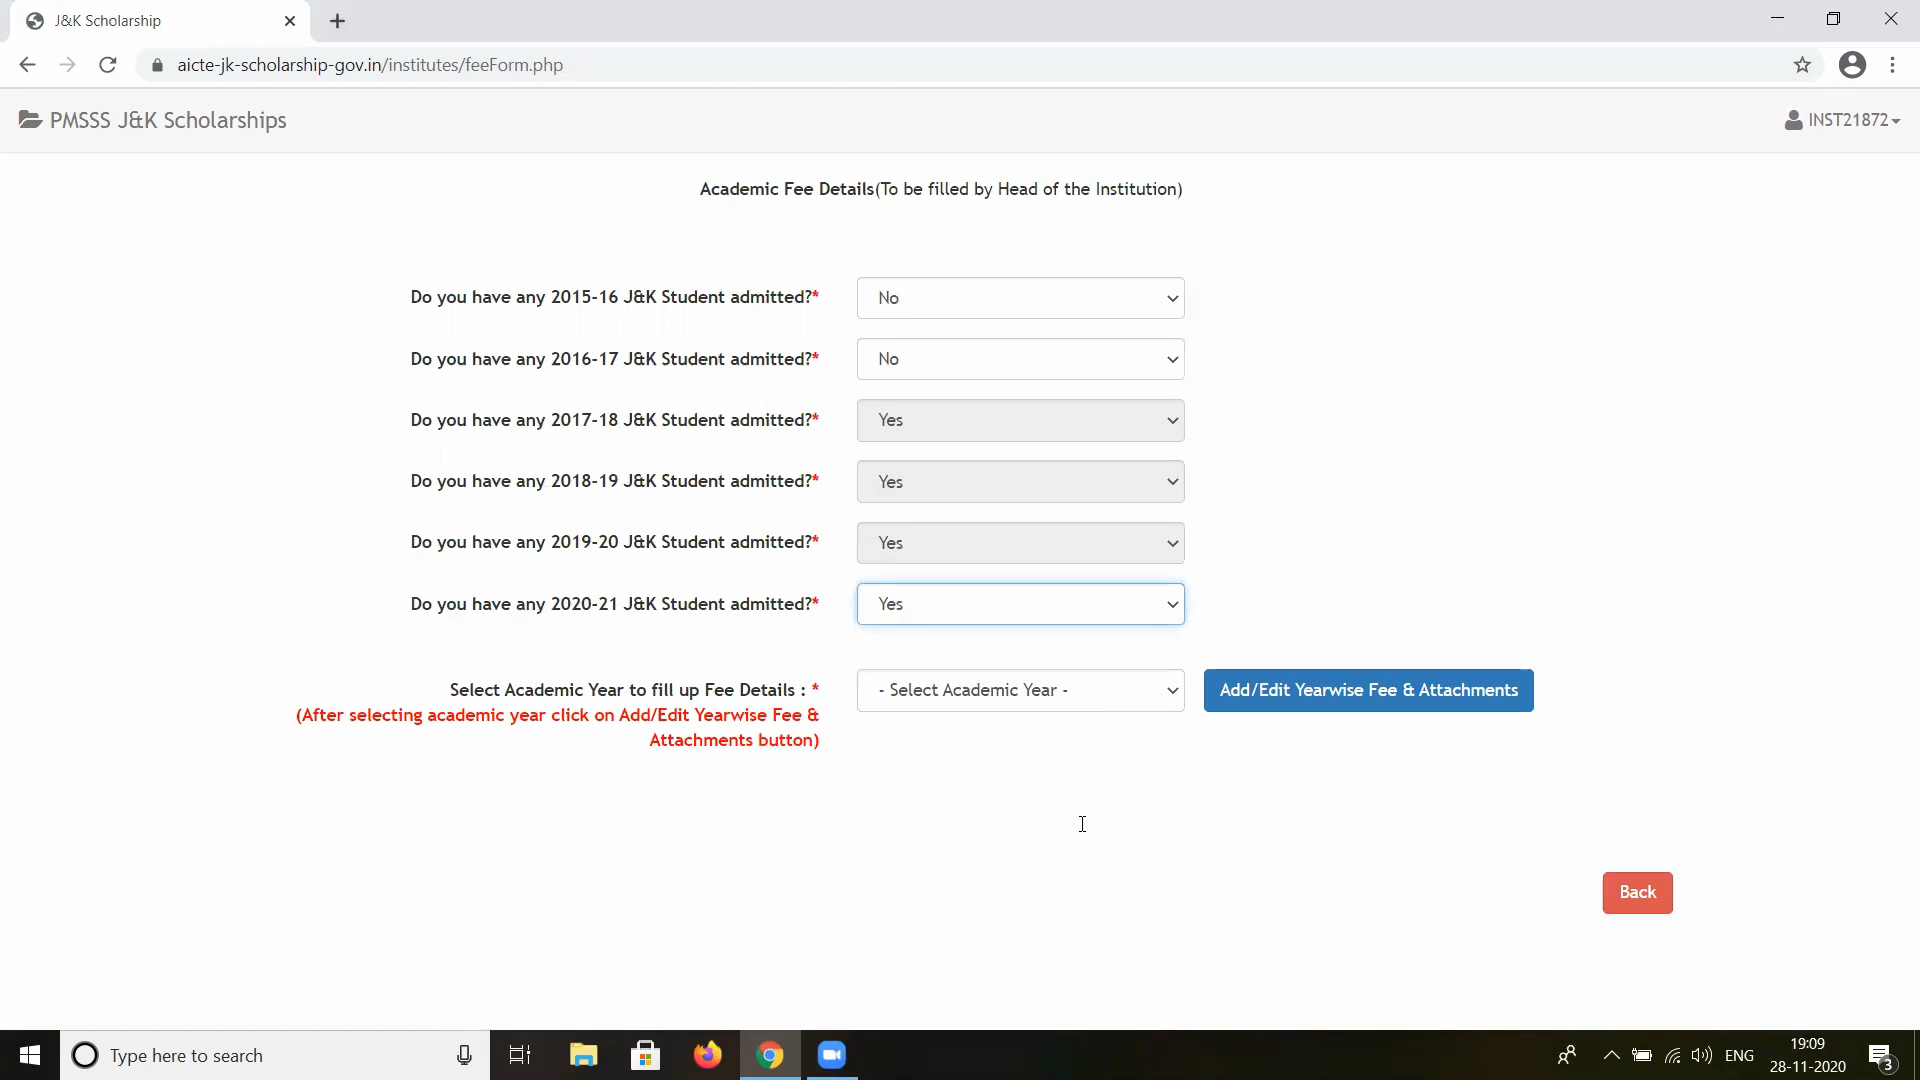 J&K Scholarship
aicte-jk-scholarship-gov.in/institutes/feeForm.php
PMSSS J&K Scholarships
INST21872
Academic Fee Details(To be filled by Head of the Institution)
Do you have any 2015-16 J&K Student admitted?*
No
Do you have any 2016-17 J&K Student admitted?*
No
Do you have any 2017-18 J&K Student admitted?*
Yes
Do you have any 2018-19 J&K Student admitted?*
Yes
Do you have any 2019-20 J&K Student admitted?*
Yes
Do you have any 2020-21 J&K Student admitted?*
Yes
Select Academic Year to fill up Fee Details : *
(After selecting academic year click on Add/Edit Yearwise Fee &
Attachments button)
- Select Academic Year -
Add/Edit Yearwise Fee & Attachments
Back
Type here to search
ENG
19:09
28-11-2020
3